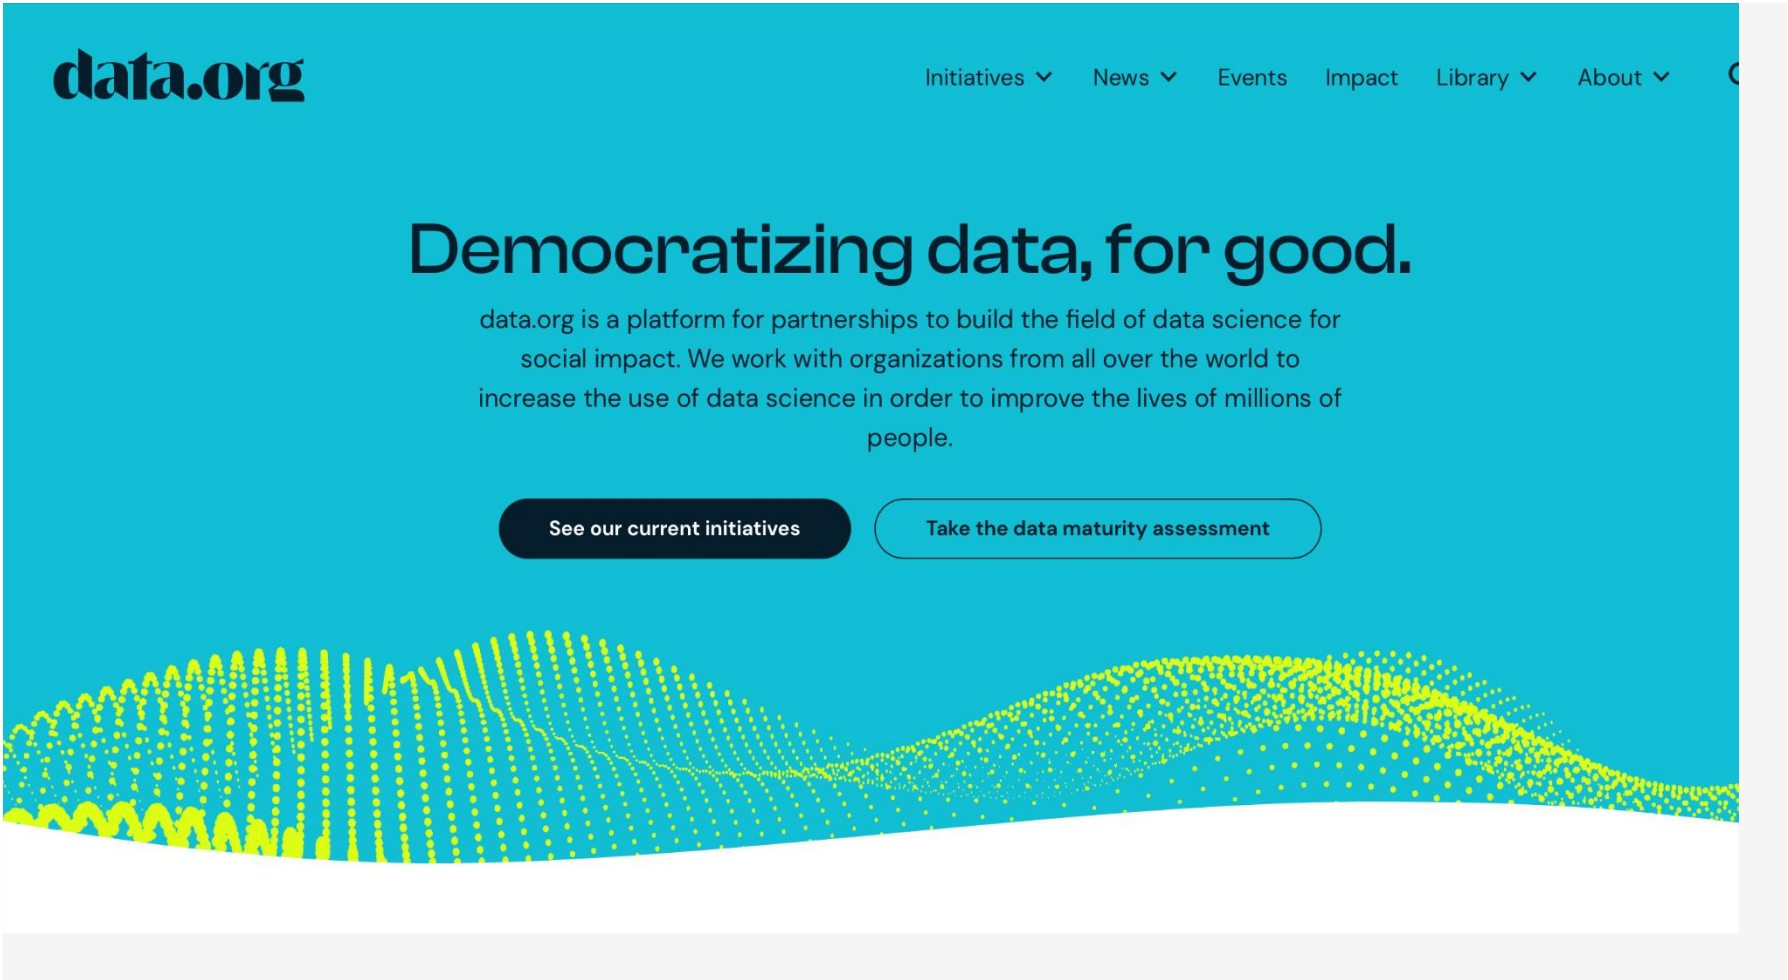 data.org
Initiatives News Events Impact Library About
Democratizing data, for good.
data.org is a platform for partnerships to build the field of data science for
social impact. We work with organizations from all over the world to
increase the use of data science in order to improve the lives of millions of
people.
See our current initiatives
Take the data maturity assessment